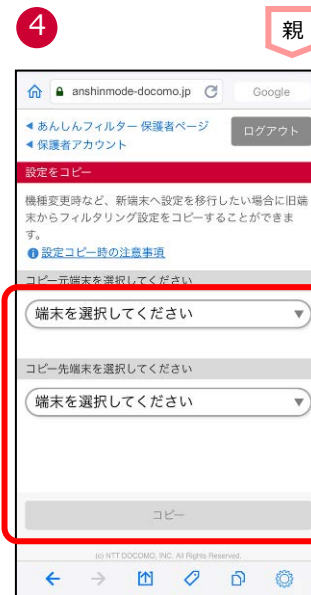 4
親
anshinmode-docomo.jp
Google
あんしんフィルター 保護者ページ
ログアウト
保護者アカウント
設定をコピー
機種変更時など、新端末へ設定を移行したい場合に旧端
末からフィルタリング設定をコピーすることができま
す。
設定コピー時の注意事項
コピー元端末を選択してください
端末を選択してください
コピー先端末を選択してください
端末を選択してください
コピー
(c) NTT DOCOMO, INC. All Rights Reserved.